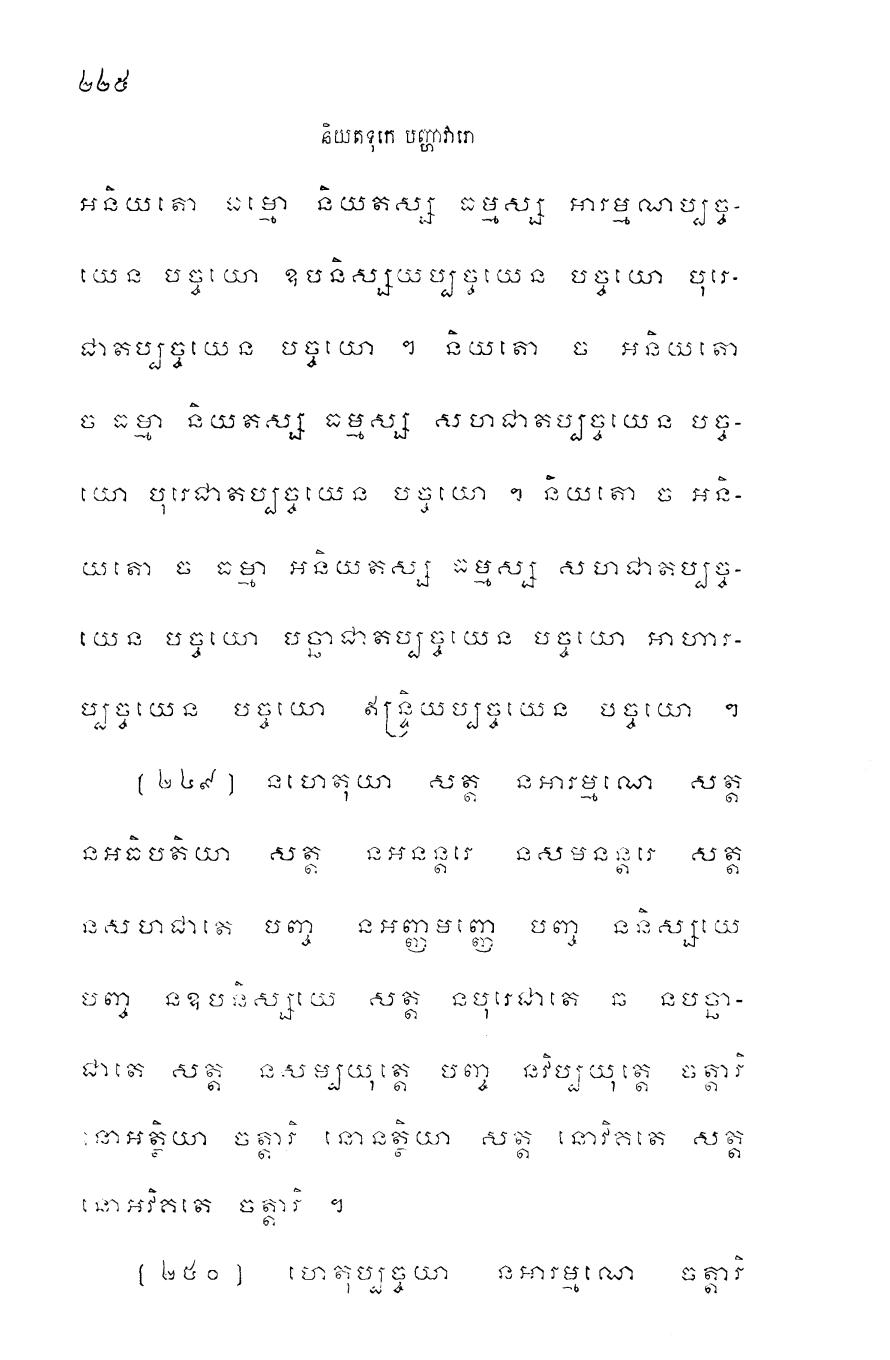 ២២៥
និយតទុកេ បញ្ហាវារោ
អនិយតោ ធម្មោ និយតស្ស ធម្មស្ស អារម្មណប្បច្ច-
យេន បច្ចយោ ឧបនិស្សយប្បច្ចយេន បច្ចយោ បុរេ-
ជាតប្បច្ចយេន បច្ចយោ ។ និយតោ ច អនិយតោ
ច ធម្មា និយតស្ស ធម្មស្ស សហជាតប្បច្ចយេន បច្ច-
យោ បុរេជាតប្បច្ចយេន បច្ចយោ ។ និយតោ ច អនិ-
យតោ ច ធម្មា អនិយតស្ស ធម្មស្ស សហជាតប្បច្ច-
យេន បច្ចយោ បច្ឆាជាតប្បច្ចយេន បច្ចយោ អាហារ-
ប្បច្ចយេន បច្ចយោ ឥន្ទ្រិយប្បច្ចយេន បច្ចយោ ។
[ ២៤៩ ] នហេតុយា សត្ត នអារម្មណេ សត្ត
នអធិបតិយា សត្ត នអនន្តរេ នសមនន្តរេ សត្ត
នសហជាតេ បញ្ច នអញ្ញមញ្ញេ បញ្ច ននិស្សយេ
បញ្ច នឧបនិស្សយេ សត្ត នបុរេជាតេ ឆ នបច្ឆា-
ជាតេ សត្ត នសម្បយុត្តេ បញ្ច នវិប្បយុត្តេ ចត្តារិ
នោអត្ថិយា ចត្តារិ នោនត្ថិយា សត្ត នោវិគតេ សត្ត
នោអវិគតេ ចត្តារិ ។
[ ២៥០ ] ហេតុប្បច្ចយា នអារម្មណេ ចត្តារិ